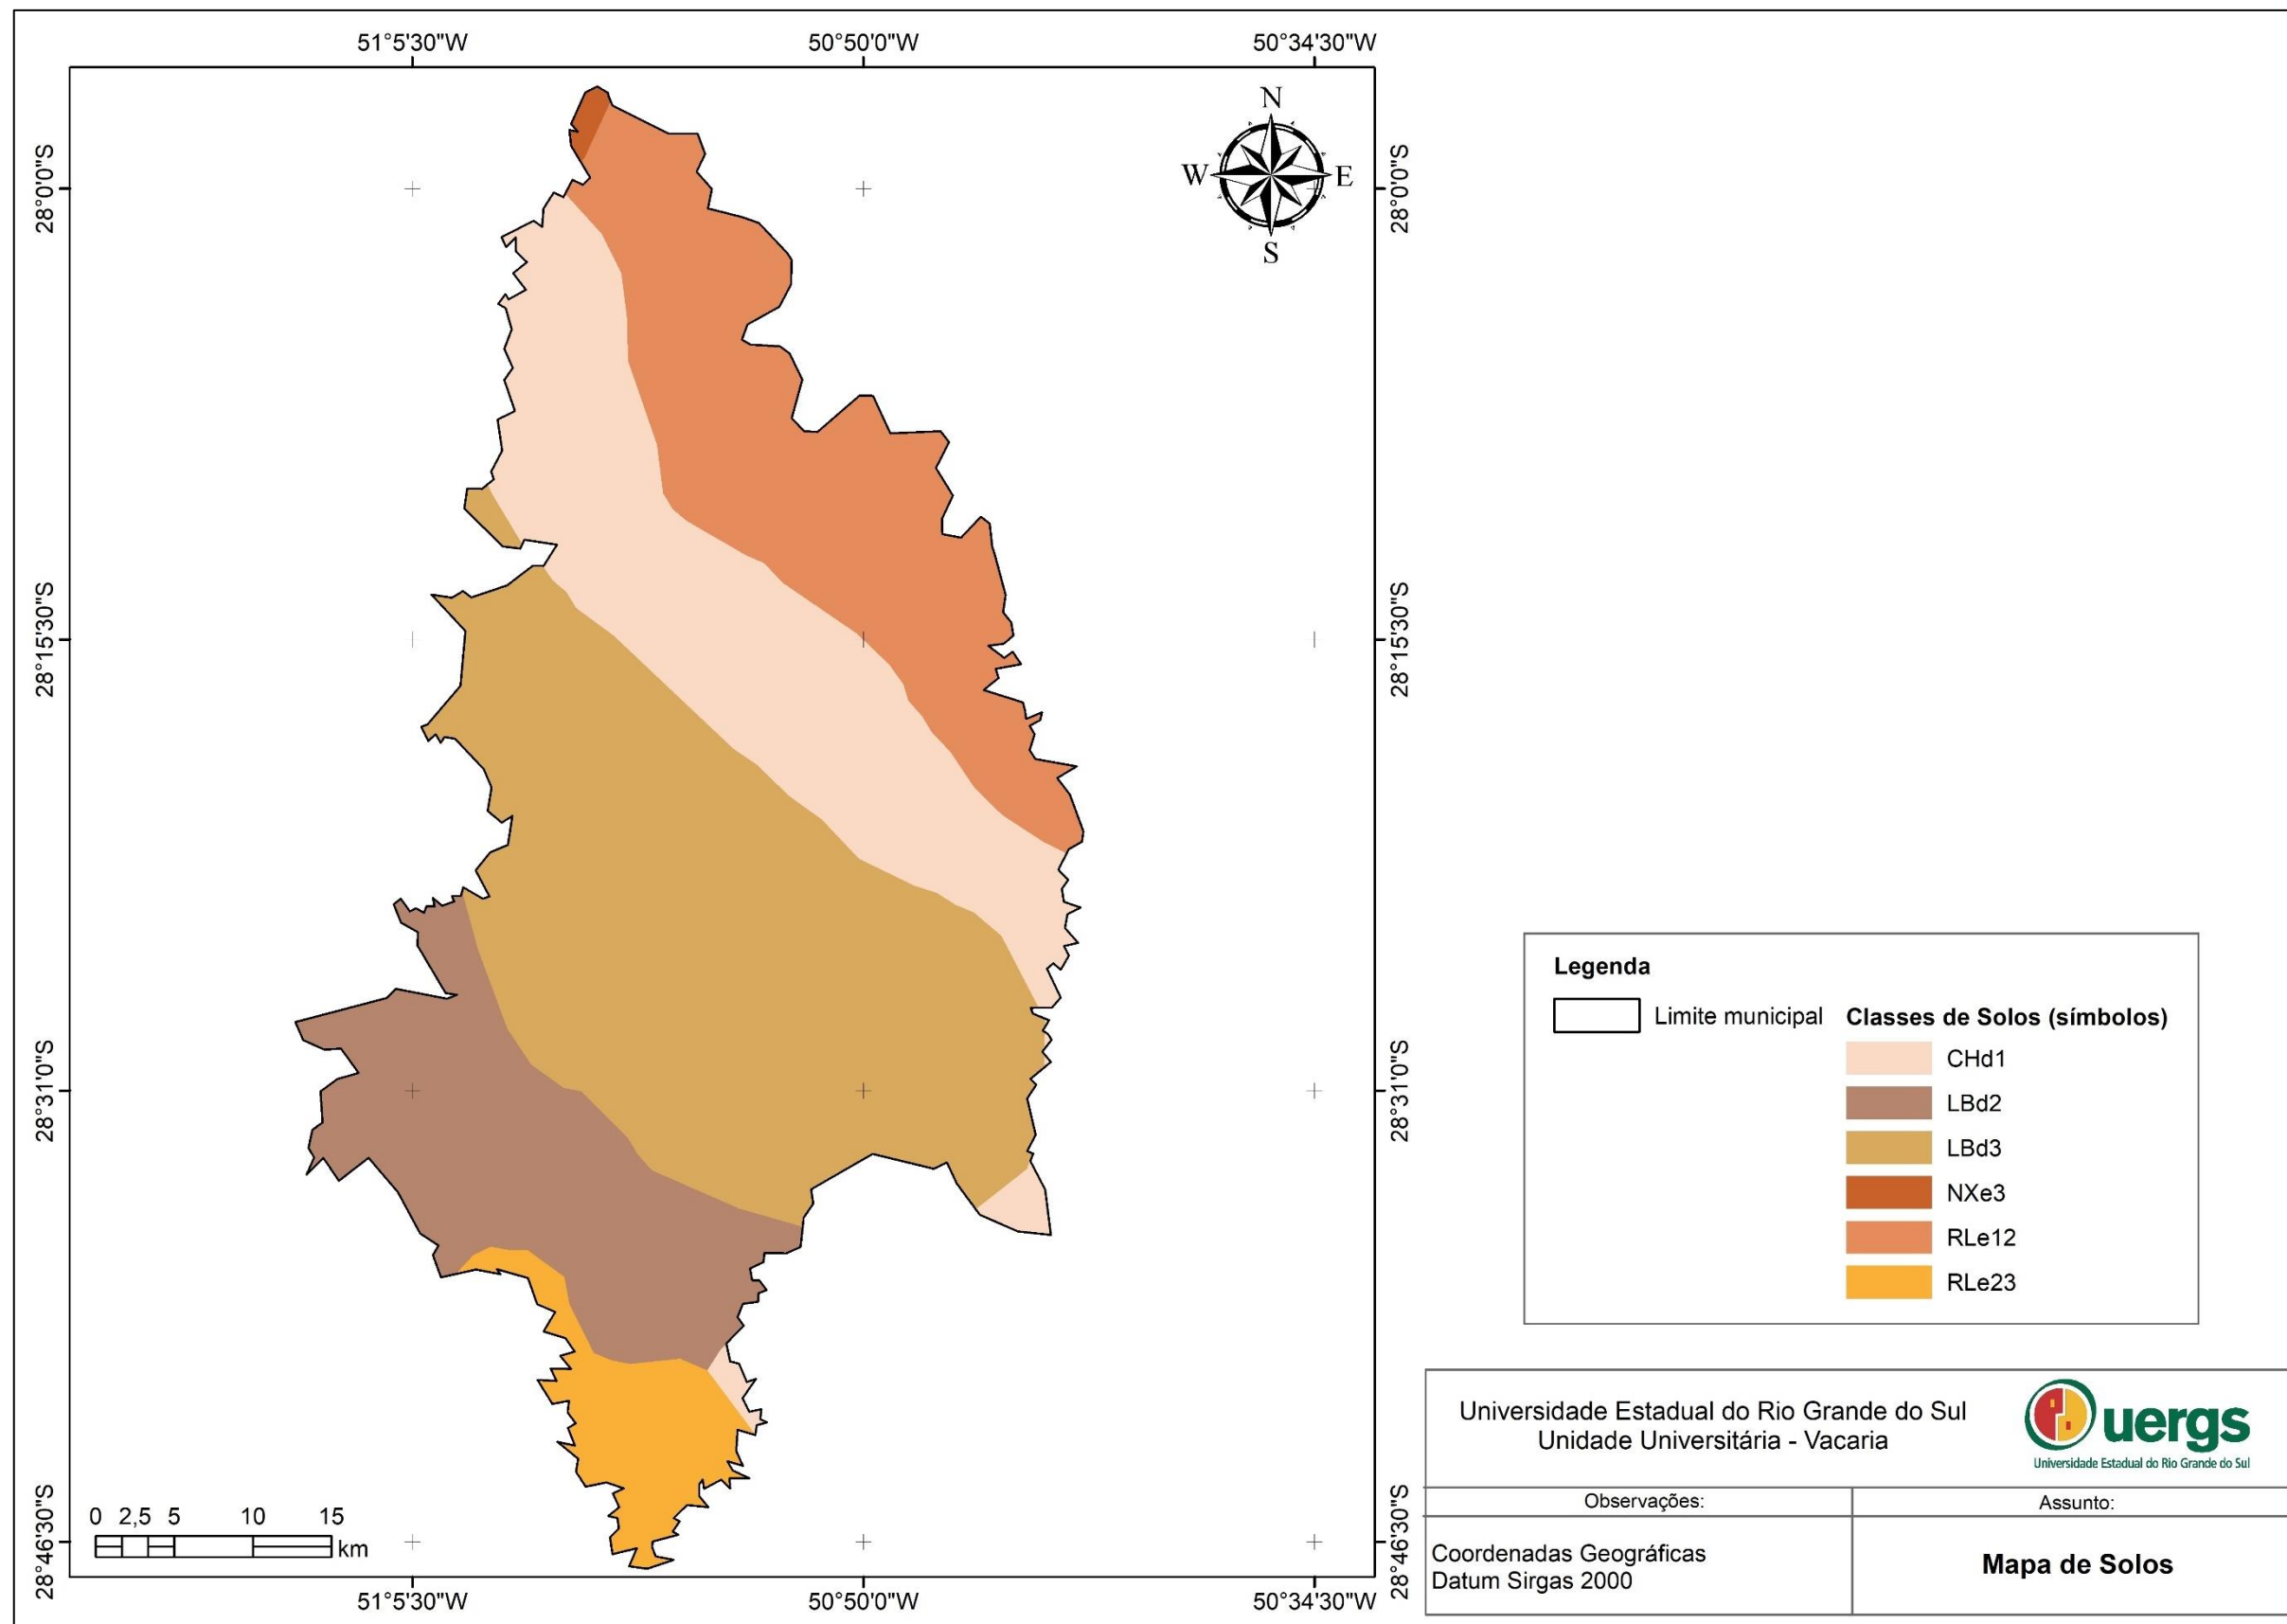 51°5'30"W
50°50'0"W
50°34'30"W
N
W
E
S
28°0'0"S
28°0'0"S
28°15'30"S
28°15'30"S
28°31'0"S
28°31'0"S
28°46'30"S
28°46'30"S
Legenda
Limite municipal
Classes de Solos (símbolos)
CHd1
LBd2
LBd3
NXe3
RLe12
RLe23
0 2,5 5 10 15
km
51°5'30"W
50°50'0"W
50°34'30"W
Universidade Estadual do Rio Grande do Sul
Unidade Universitária - Vacaria
uergs
Universidade Estadual do Rio Grande do Sul
Observações:
Assunto:
Coordenadas Geográficas
Datum Sirgas 2000
Mapa de Solos